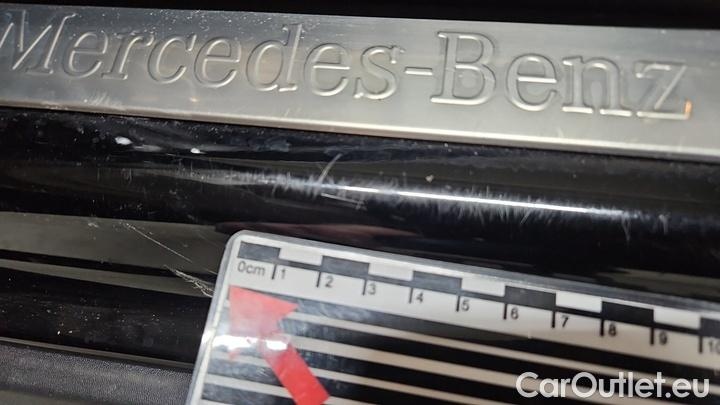 Mercedes-Benz
0cm 1 2 3 4 5 6 7 8 9 10
CarOutlet.eu